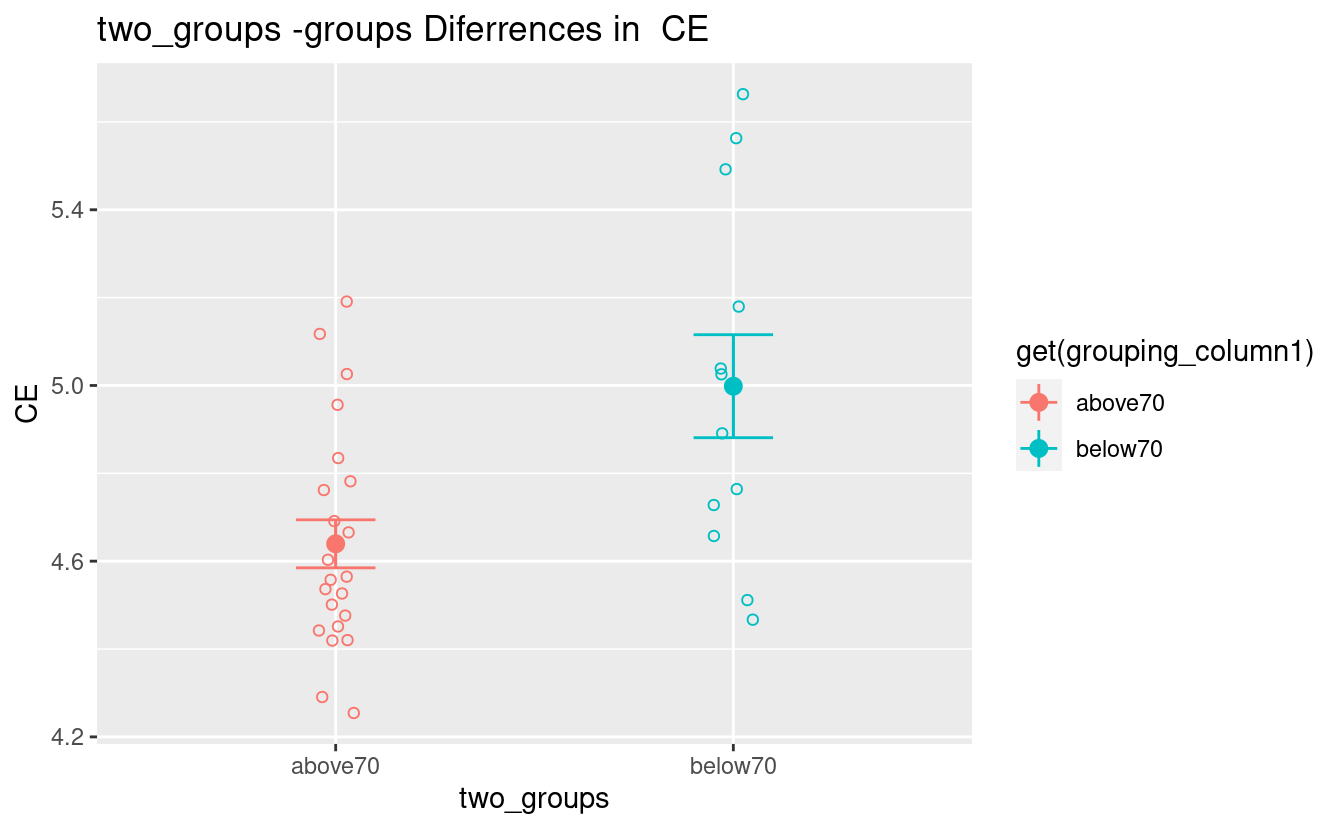 two_groups -groups Diferrences in  CE
5.4
5.0
4.6
4.2
CE
above70
below70
two_groups
get(grouping_column1)
above70
below70